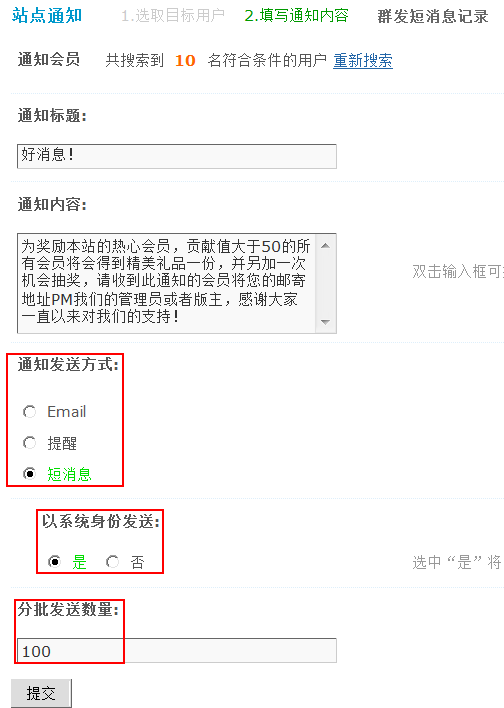 站点通知 1.选取目标用户 2.填写通知内容 群发短消息记录
通知会员 共搜索到 10 名符合条件的用户 重新搜索
通知标题:
好消息!
通知内容:
为奖励本站的热心会员，贡献值大于50的所
有会员将会得到精美礼品一份，并另加一次
机会抽奖，请收到此通知的会员将您的邮寄
地址PM我们的管理员或者版主，感谢大家
一直以来对我们的支持!
双击输入框可
通知发送方式:
Email
提醒
短消息
以系统身份发送:
是 否 选中“是”将
分批发送数量:
100
提交